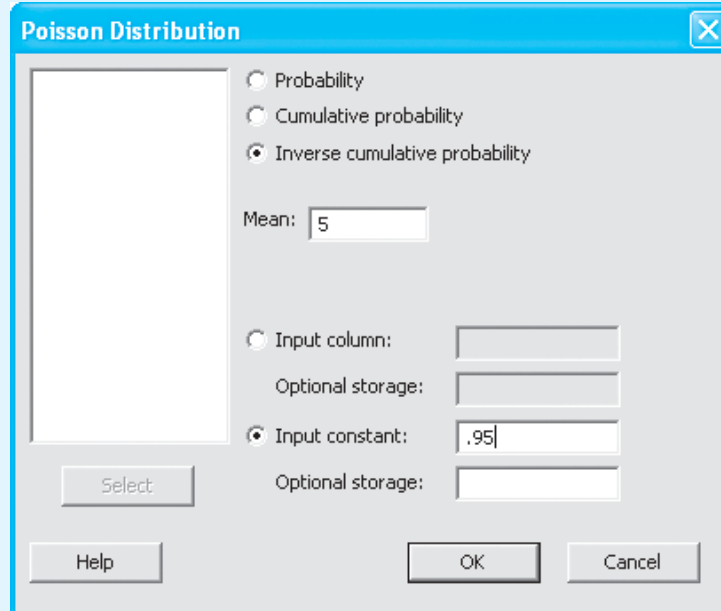 Poisson Distribution
Probability
Cumulative probability
Inverse cumulative probability
Mean: 5
Input column:
Optional storage:
Input constant: .95
Optional storage:
Select
Help OK Cancel